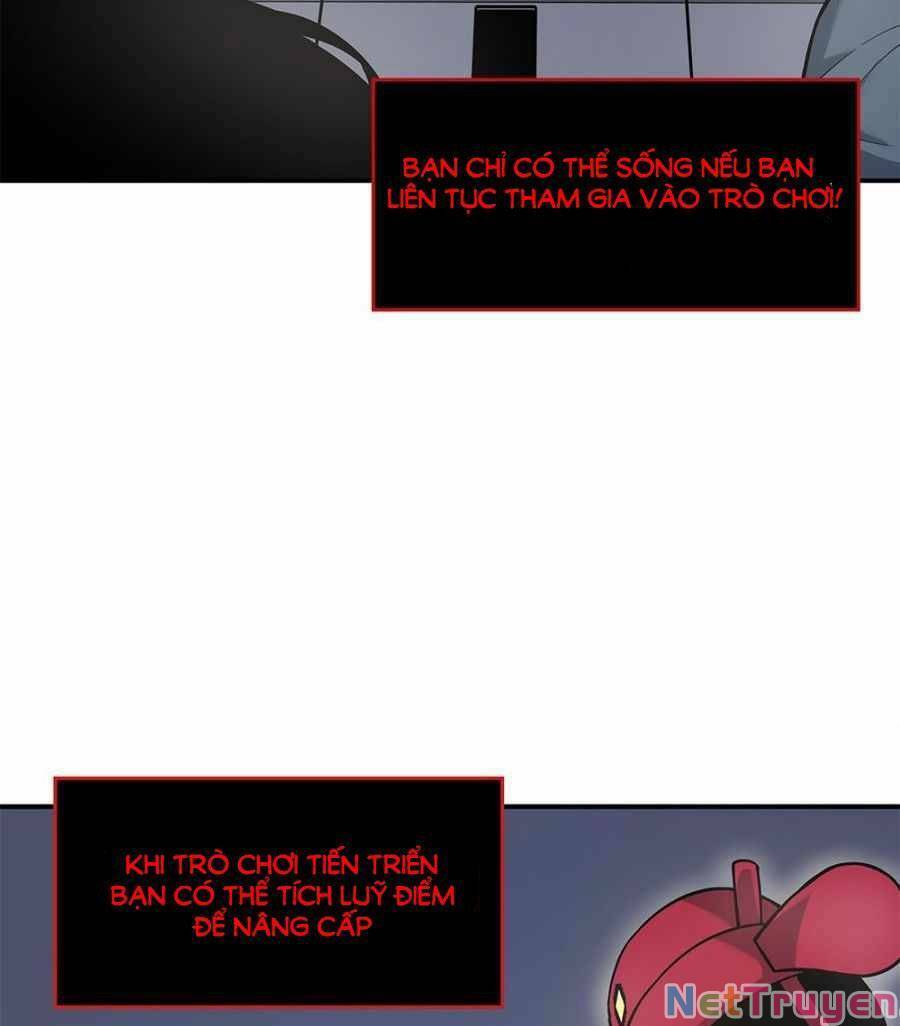 BẠN CHỈ CÓ THỂ SỐNG NẾU BẠN
LIÊN TỤC THAM GIA VÀO TRÒ CHƠI!
KHI TRÒ CHƠI TIẾN TRIỂN
BẠN CÓ THỂ TÍCH LUỸ ĐIỂM
ĐỂ NÂNG CẤP
NetTruyen